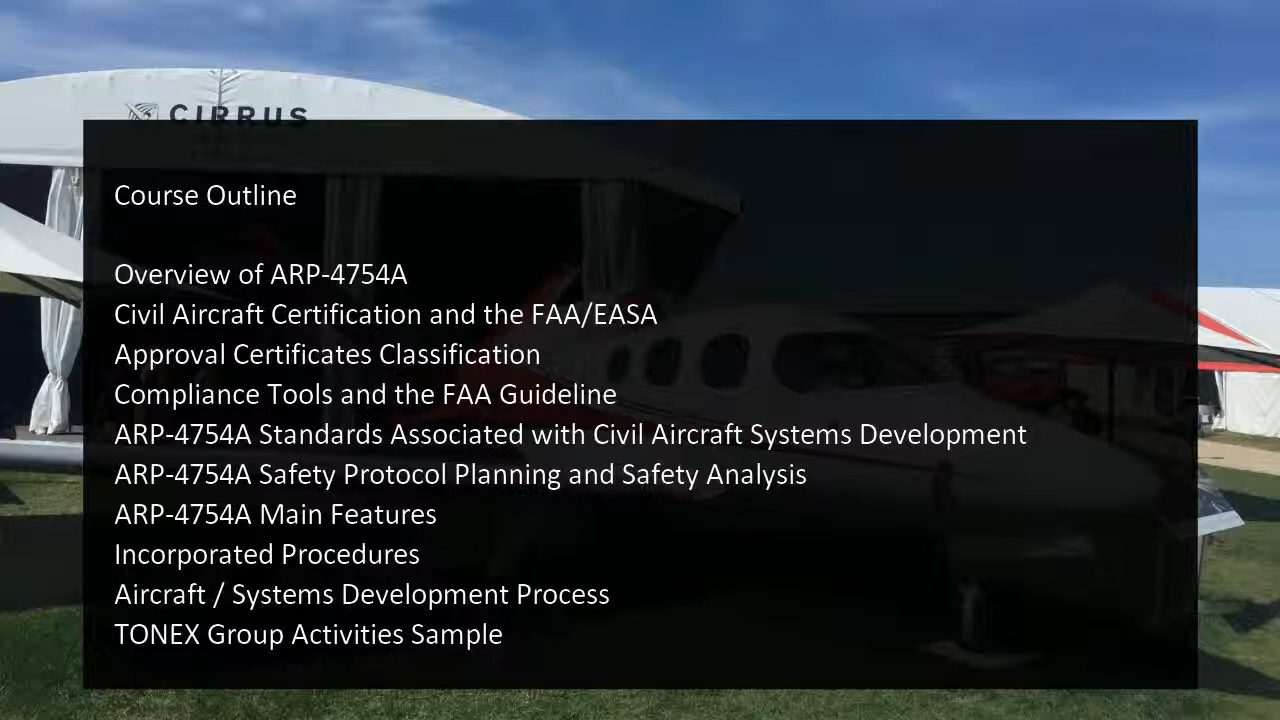 CIRRUS
Course Outline
Overview of ARP-4754A
Civil Aircraft Certification and the FAA/EASA
Approval Certificates Classification
Compliance Tools and the FAA Guideline
ARP-4754A Standards Associated with Civil Aircraft Systems Development
ARP-4754A Safety Protocol Planning and Safety Analysis
ARP-4754A Main Features
Incorporated Procedures
Aircraft / Systems Development Process
TONEX Group Activities Sample